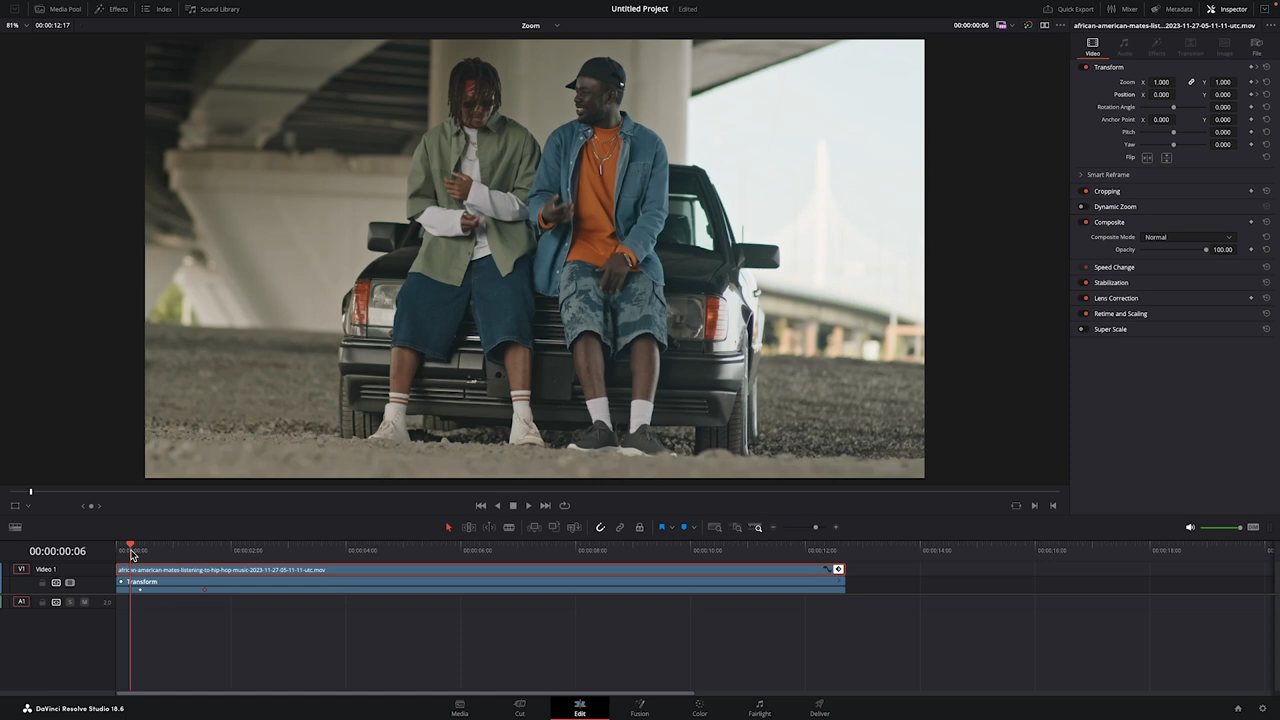 Media Pool Effects Index Sound Library Untitled Project Edited Quick Export Mixer Metadata Inspector
81% 00:00:12:17 Zoom 00:00:00:06 african-american-mates-list...2023-11-27-05-11-11-utc.mov
Video Audio Effects Transition Image File
Transform
Zoom X 1.000 Y 1.000
Position X 0.000 Y 0.000
Rotation Angle 0.000
Anchor Point X 0.000 Y 0.000
Pitch 0.000
Yaw 0.000
Flip
Smart Reframe
Cropping
Dynamic Zoom
Composite
Composite Mode Normal
Opacity 100.00
Speed Change
Stabilization
Lens Correction
Retime and Scaling
Super Scale
00:00:00:06 00:00:02:00 00:00:04:00 00:00:06:00 00:00:08:00 00:00:10:00 00:00:12:00 00:00:14:00 00:00:16:00 00:00:18:00
V1 Video 1 african-american-mates-listening-to-hip-hop-music-2023-11-27-05-11-11-utc.mov
Transform
A1 S M 2.0
DaVinci Resolve Studio 18.6 Media Cut Edit Fusion Color Fairlight Deliver